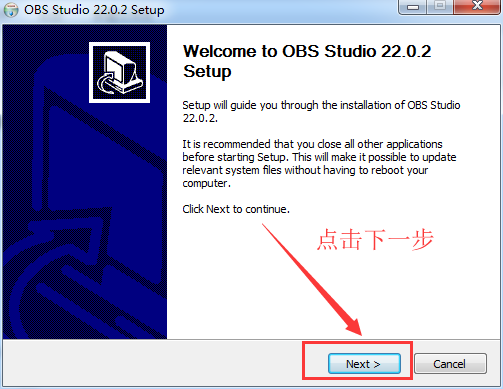 OBS Studio 22.0.2 Setup
Welcome to OBS Studio 22.0.2
Setup
Setup will guide you through the installation of OBS Studio
22.0.2.
It is recommended that you close all other applications
before starting Setup. This will make it possible to update
relevant system files without having to reboot your
computer.
Click Next to continue.
点击下一步
Next >
Cancel